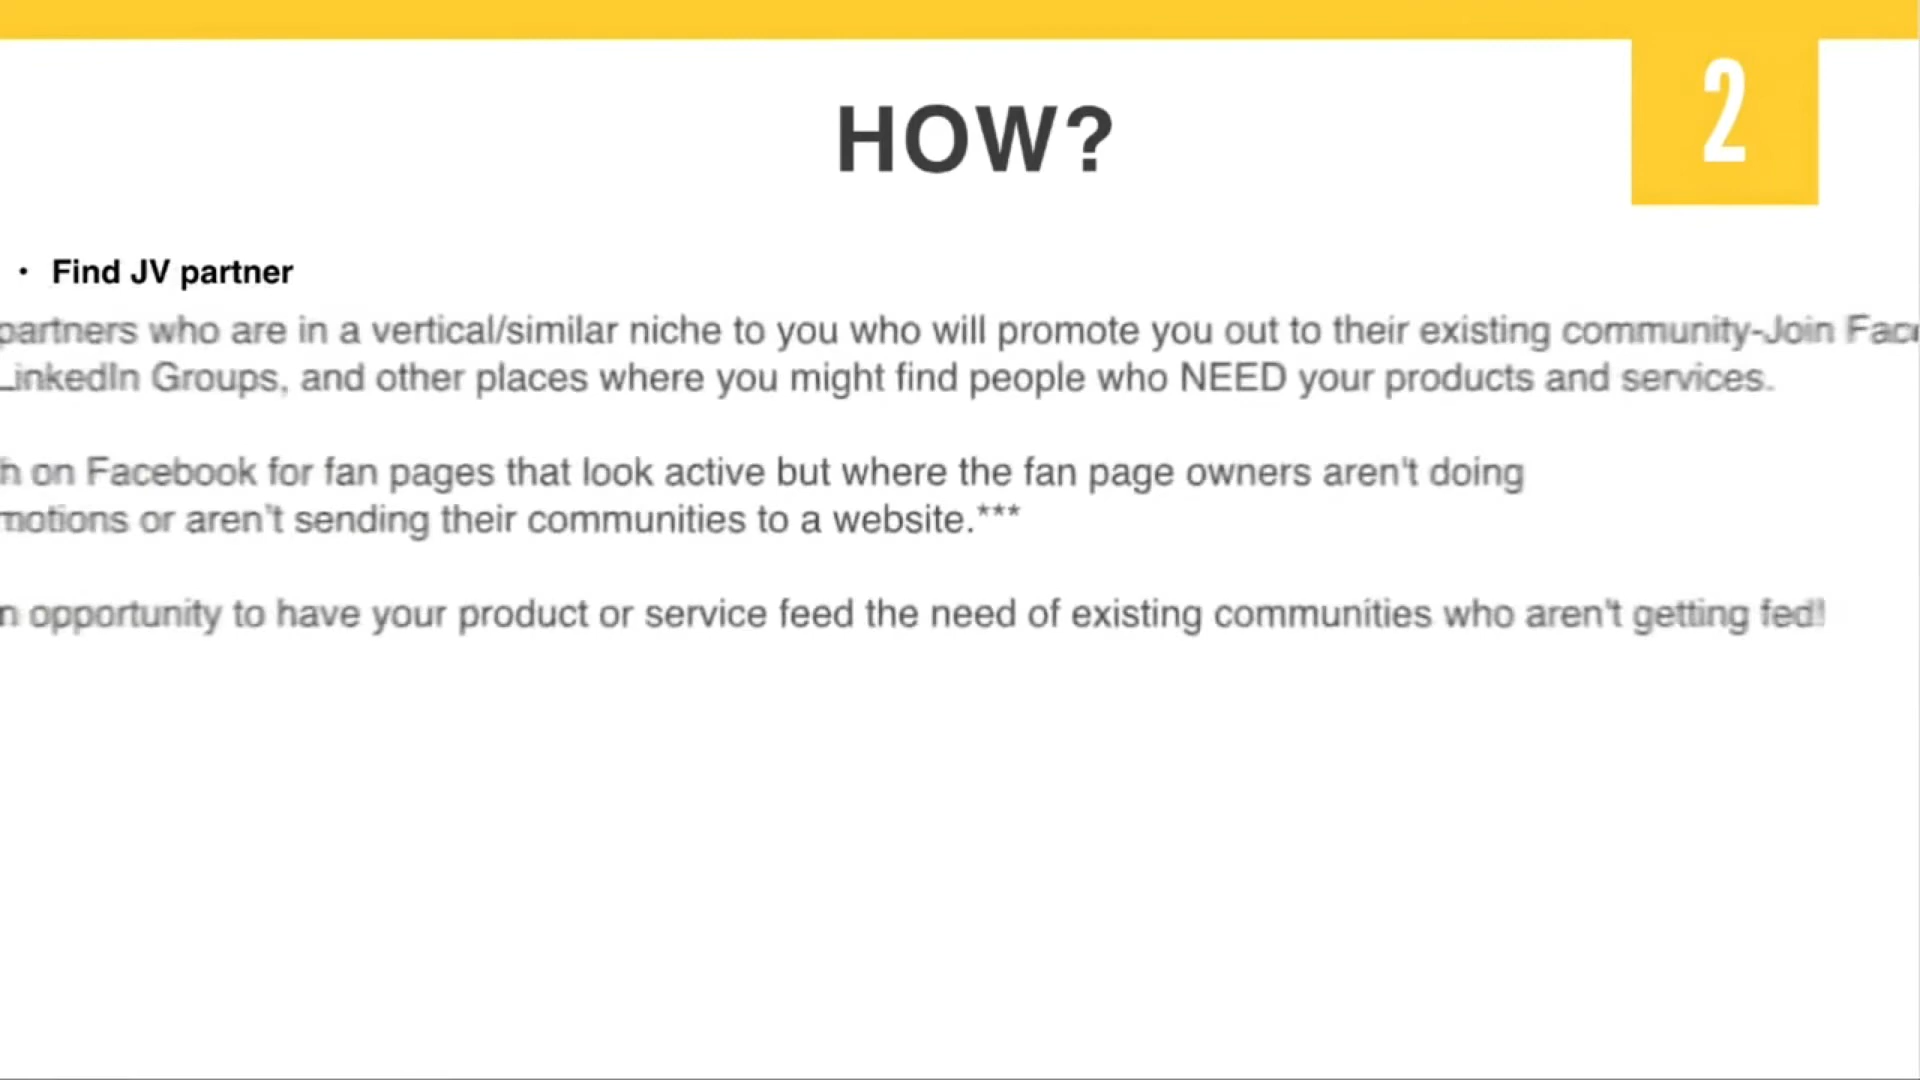 2
HOW?
• Find JV partner
partners who are in a vertical/similar niche to you who will promote you out to their existing community-Join
LinkedIn Groups, and other places where you might find people who NEED your products and services.
on Facebook for fan pages that look active but where the fan page owners aren't doing
or aren't sending their communities to a website.***
opportunity to have your product or service feed the need of existing communities who aren't getting fed!